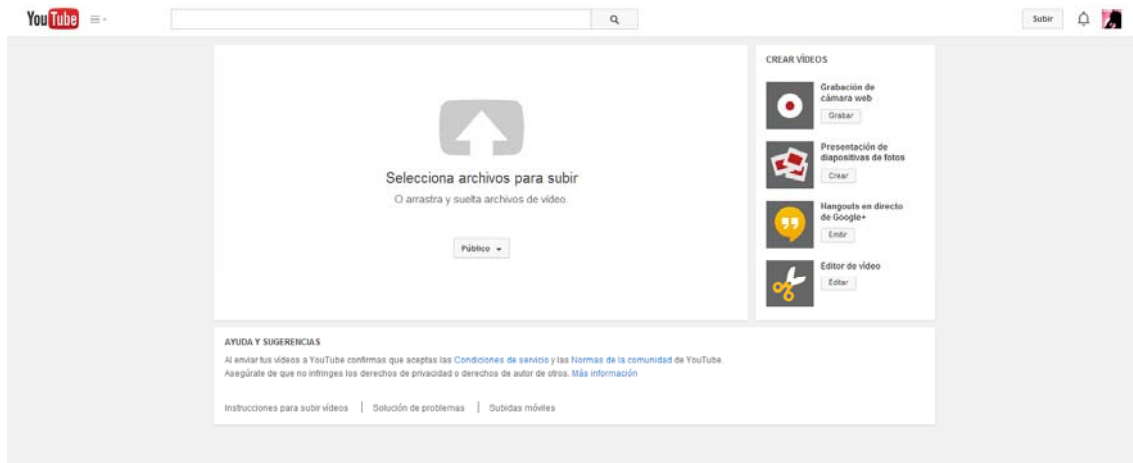 YouTube
Subir
Selecciona archivos para subir
O arrastra y suelta archivos de vídeo.
Público
CREAR VÍDEOS
Grabación de
cámara web
Grabar
Presentación de
diapositivas de fotos
Crear
Hangouts en directo
de Google+
Emitir
Editor de vídeo
Editar
AYUDA Y SUGERENCIAS
Al enviar tus vídeos a YouTube confirmas que aceptas las Condiciones de servicio y las Normas de la comunidad de YouTube.
Asegúrate de que no infringes los derechos de privacidad o derechos de autor de otros. Más información
Instrucciones para subir vídeos | Solución de problemas | Subidas móviles